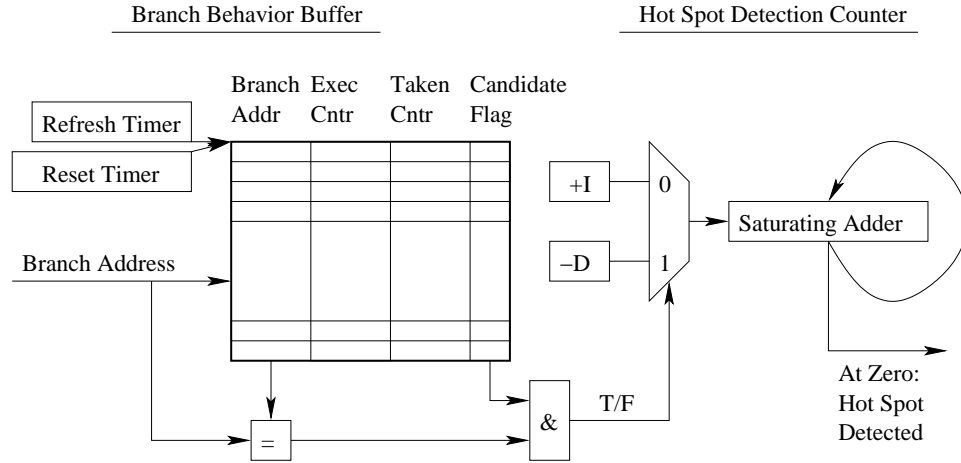 Branch Behavior Buffer
Hot Spot Detection Counter
Branch Addr
Exec Cntr
Taken Cntr
Candidate Flag
Refresh Timer
Reset Timer
Branch Address
+I
–D
0
1
Saturating Adder
=
&
T/F
At Zero:
Hot Spot
Detected